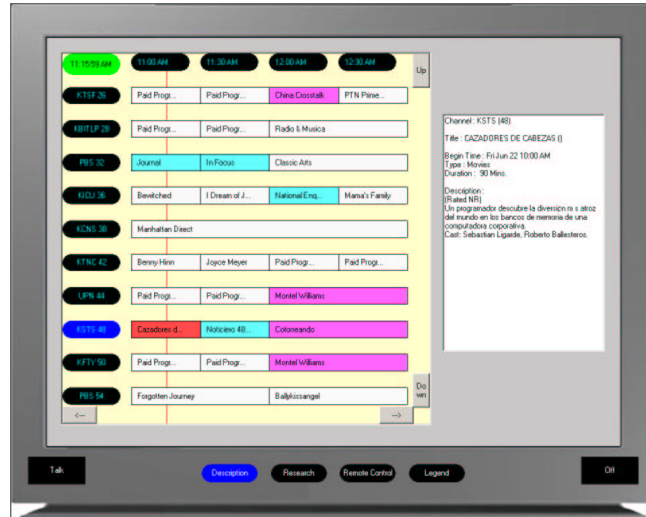 11:15:59 AM 11:00 AM 11:30 AM 12:00 AM 12:30 AM Up
KTSF 26 Paid Progr... Paid Progr... China Crosstalk PTN Prime...
KBITLP 28 Paid Progr... Paid Progr... Radio & Musica
PBS 32 Journal In Focus Classic Arts
KICU 36 Bewitched I Dream of J... National Enq... Mama's Family
KCNS 38 Manhattan Direct
KTNC 42 Benny Hinn Joyce Meyer Paid Progr... Paid Progr...
UPN 44 Paid Progr... Paid Progr... Montel Williams
KSTS 48 Cazadores d... Noticiero 48... Cotorreando
KFTY 50 Paid Progr... Paid Progr... Montel Williams
PBS 54 Forgotten Journey Ballykissangel
Do
wn
<-- -->
Channel : KSTS (48)
Title : CAZADORES DE CABEZAS ()
Begin Time : Fri Jun 22 10:00 AM
Type : Movies
Duration : 90 Mins.
Description :
(Rated NR)
Un programador descubre la diversion m s atroz
del mundo en los bancos de memoria de una
computadora corporativa.
Cast: Sebastian Ligarde, Roberto Ballesteros.
Talk Description Research Remote Control Legend Off